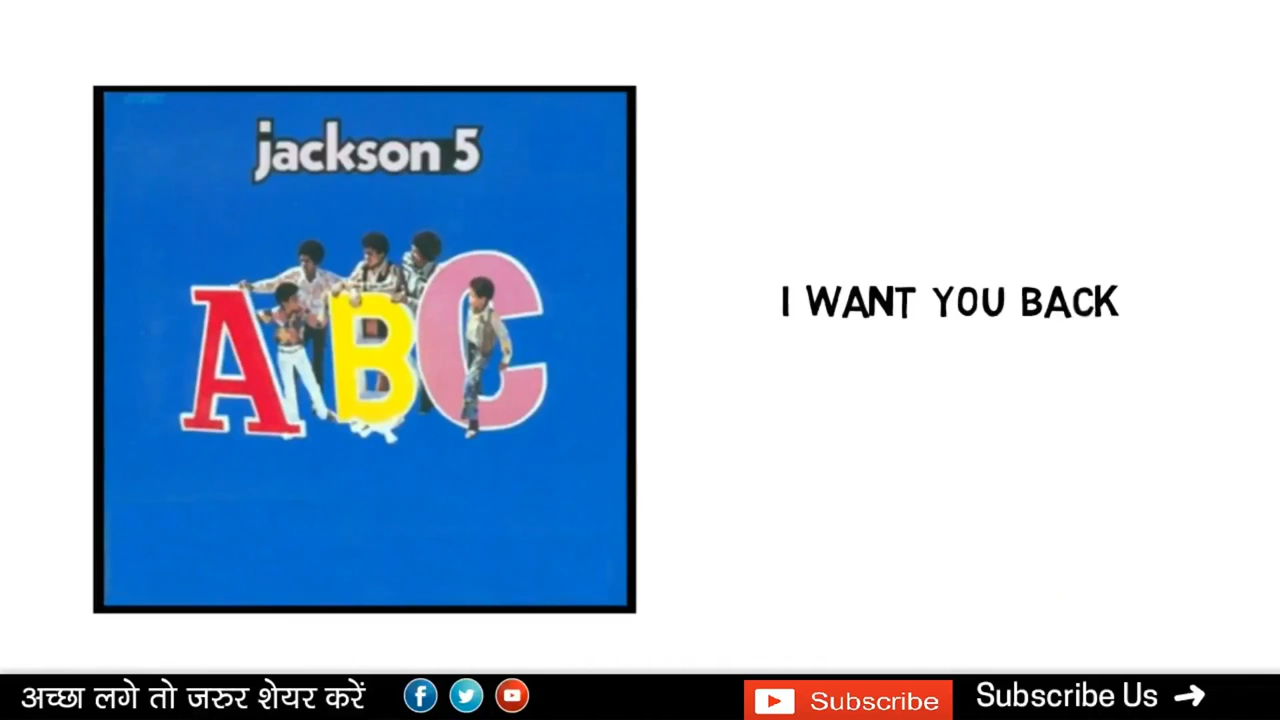 jackson 5
ABC
I WANT YOU BACK
अच्छा लगे तो जरुर शेयर करें
Subscribe
Subscribe Us